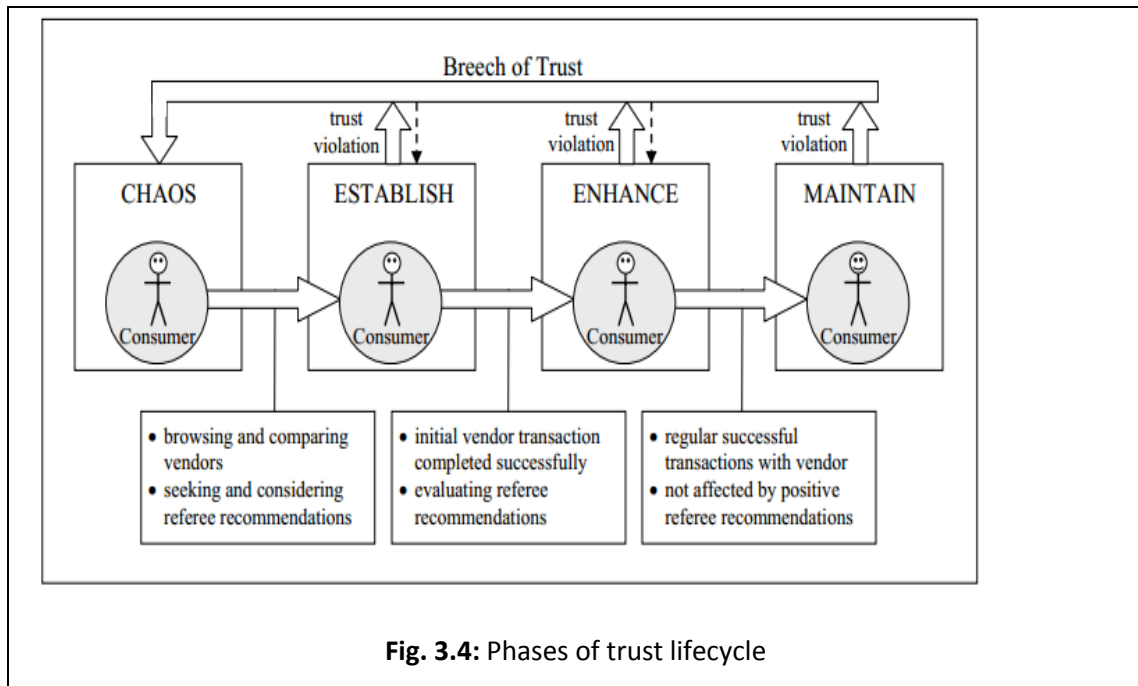 Breech of Trust
trust
violation
trust
violation
trust
violation
CHAOS
ESTABLISH
ENHANCE
MAINTAIN
Consumer
Consumer
Consumer
Consumer
• browsing and comparing
vendors
• seeking and considering
referee recommendations
• initial vendor transaction
completed successfully
• evaluating referee
recommendations
• regular successful
transactions with vendor
• not affected by positive
referee recommendations
Fig. 3.4: Phases of trust lifecycle